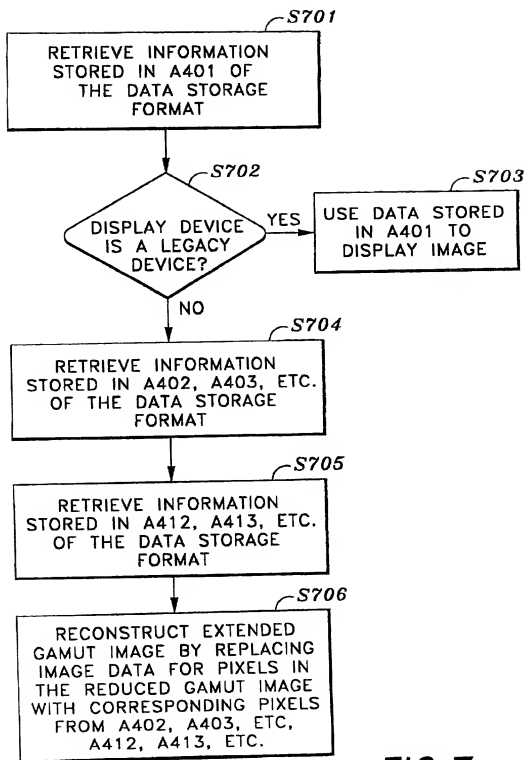 S701
RETRIEVE INFORMATION
STORED IN A401 OF
THE DATA STORAGE
FORMAT
S702
DISPLAY DEVICE
IS A LEGACY
DEVICE?
YES
S703
USE DATA STORED
IN A401 TO
DISPLAY IMAGE
NO
S704
RETRIEVE INFORMATION
STORED IN A402, A403, ETC.
OF THE DATA STORAGE
FORMAT
S705
RETRIEVE INFORMATION
STORED IN A412, A413, ETC.
OF THE DATA STORAGE
FORMAT
S706
RECONSTRUCT EXTENDED
GAMUT IMAGE BY REPLACING
IMAGE DATA FOR PIXELS IN
THE REDUCED GAMUT IMAGE
WITH CORRESPONDING PIXELS
FROM A402, A403, ETC,
A412, A413, ETC.